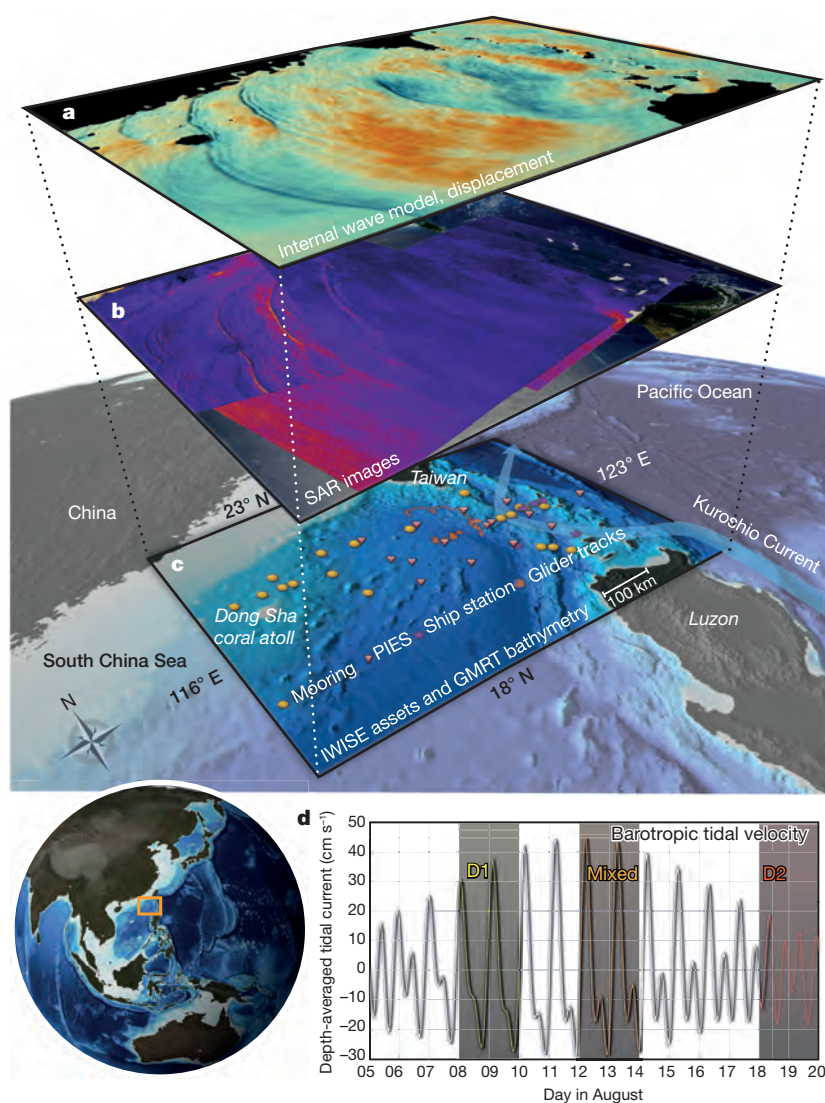 a
Internal wave model, displacement
b
SAR images
Pacific Ocean
China
23° N
Taiwan
123° E
Kuroshio Current
c
Dong Sha
coral atoll
Mooring PIES Ship station Glider tracks
100 km
Luzon
South China Sea
116° E
18° N
IWISE assets and GMRT bathymetry
N
d
Barotropic tidal velocity
D1
Mixed
D2
Depth-averaged tidal current (cm s⁻¹)
50
40
30
20
10
0
−10
−20
−30
05 06 07 08 09 10 11 12 13 14 15 16 17 18 19 20
Day in August